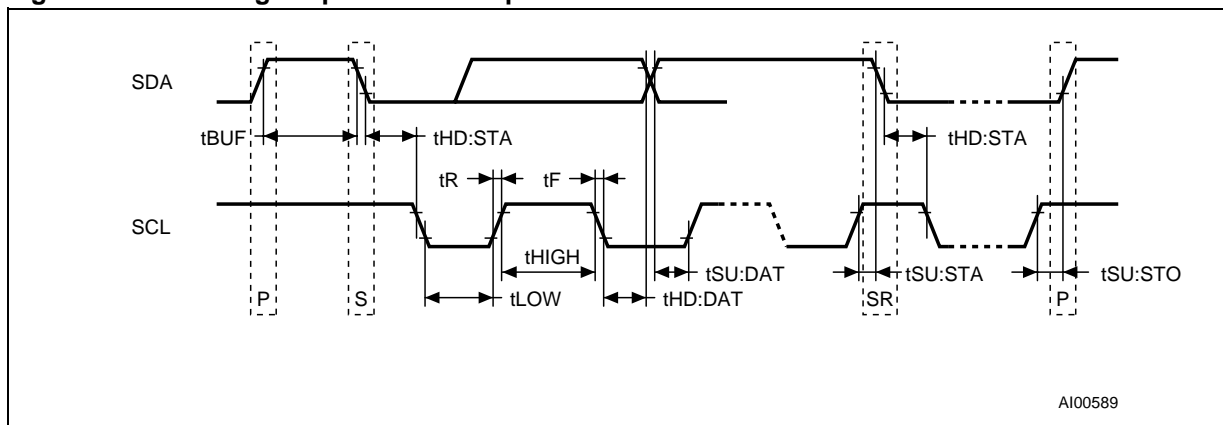 SDA
tBUF
tHD:STA
tHD:STA
tR
tF
SCL
tHIGH
tSU:DAT
tSU:STA
tSU:STO
P
S
tLOW
tHD:DAT
SR
P
AI00589